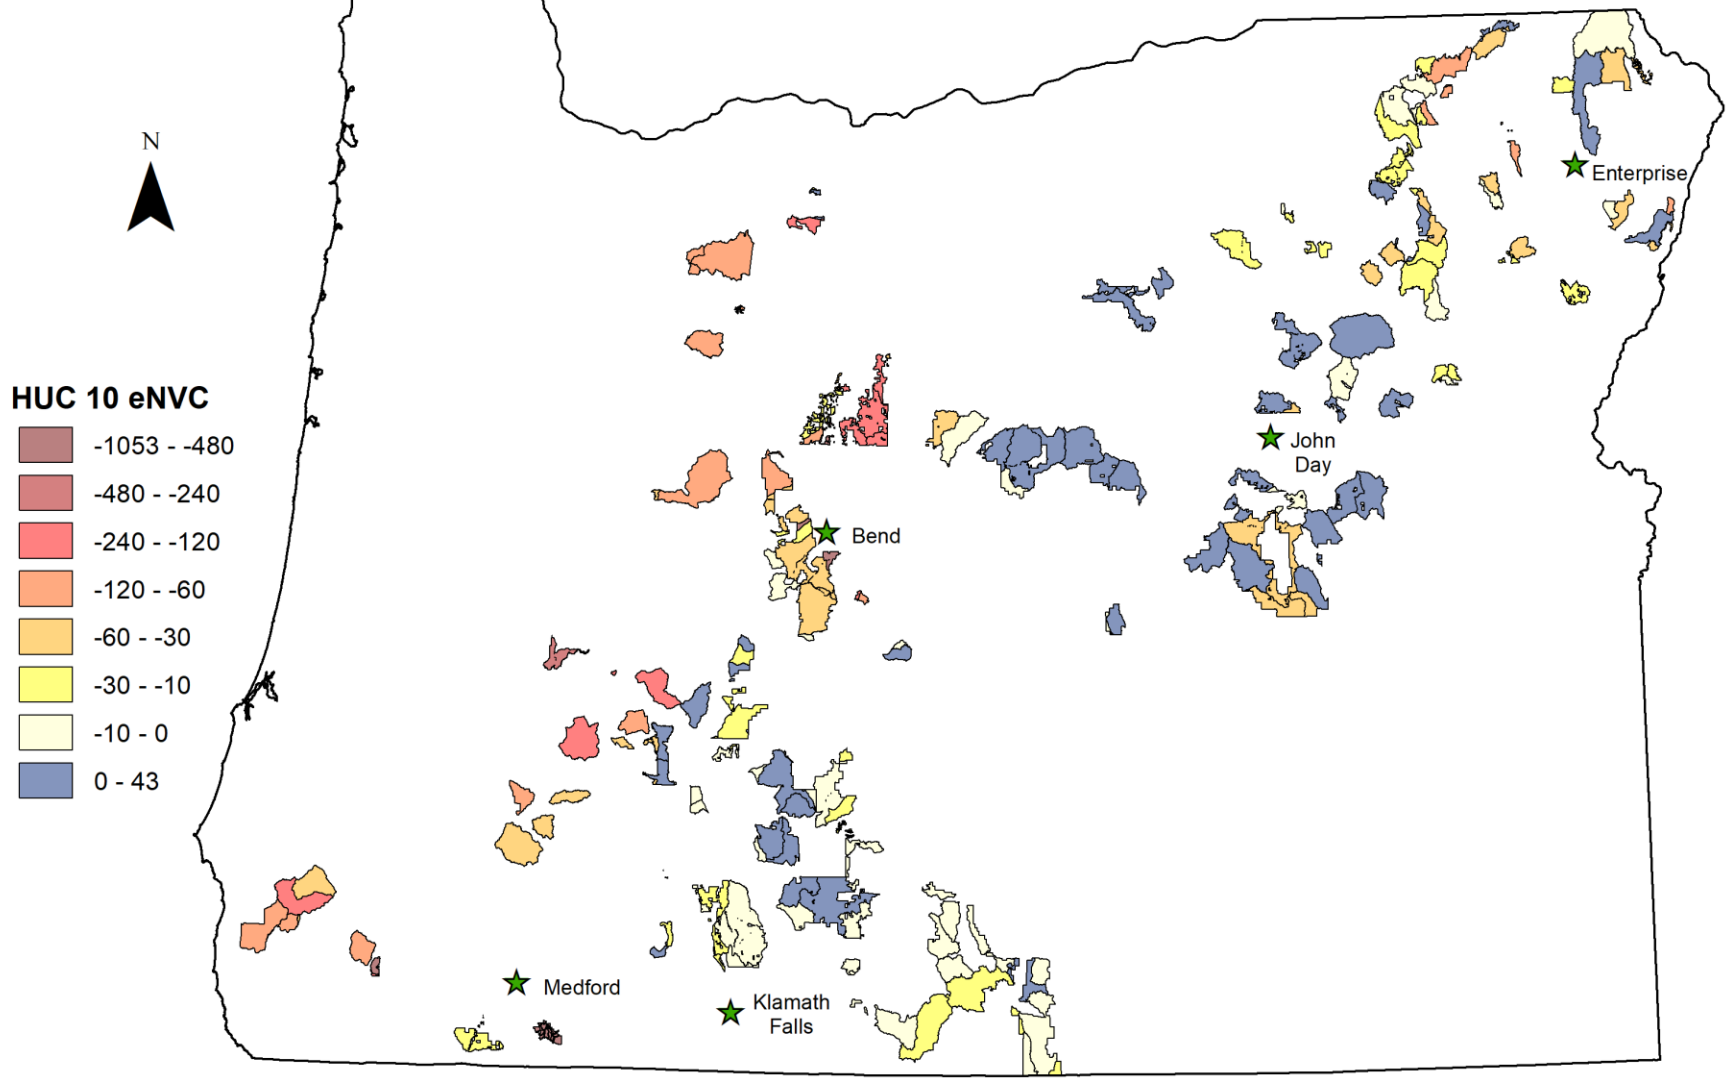 N
Enterprise
HUC 10 eNVC
-1053 - -480
-480 - -240
-240 - -120
-120 - -60
-60 - -30
-30 - -10
-10 - 0
0 - 43
John
Day
Bend
Medford
Klamath
Falls